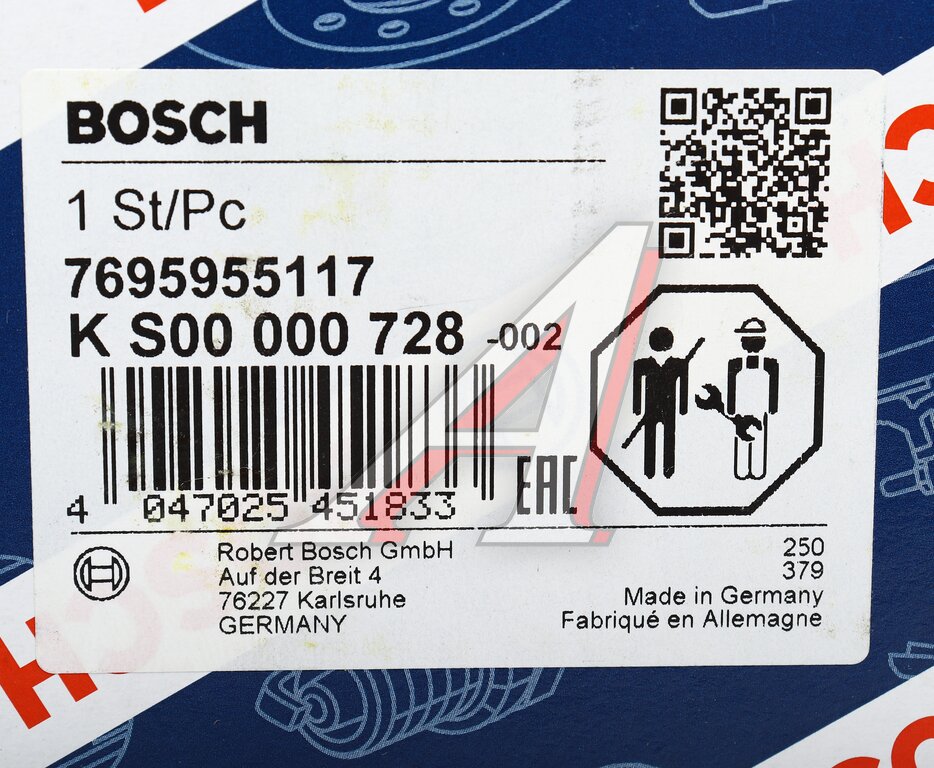 BOSCH
1 St/Pc
7695955117
K S00 000 728 -002
4 047025 451833
EAC
Robert Bosch GmbH
Auf der Breit 4
76227 Karlsruhe
GERMANY
250
379
Made in Germany
Fabriqué en Allemagne